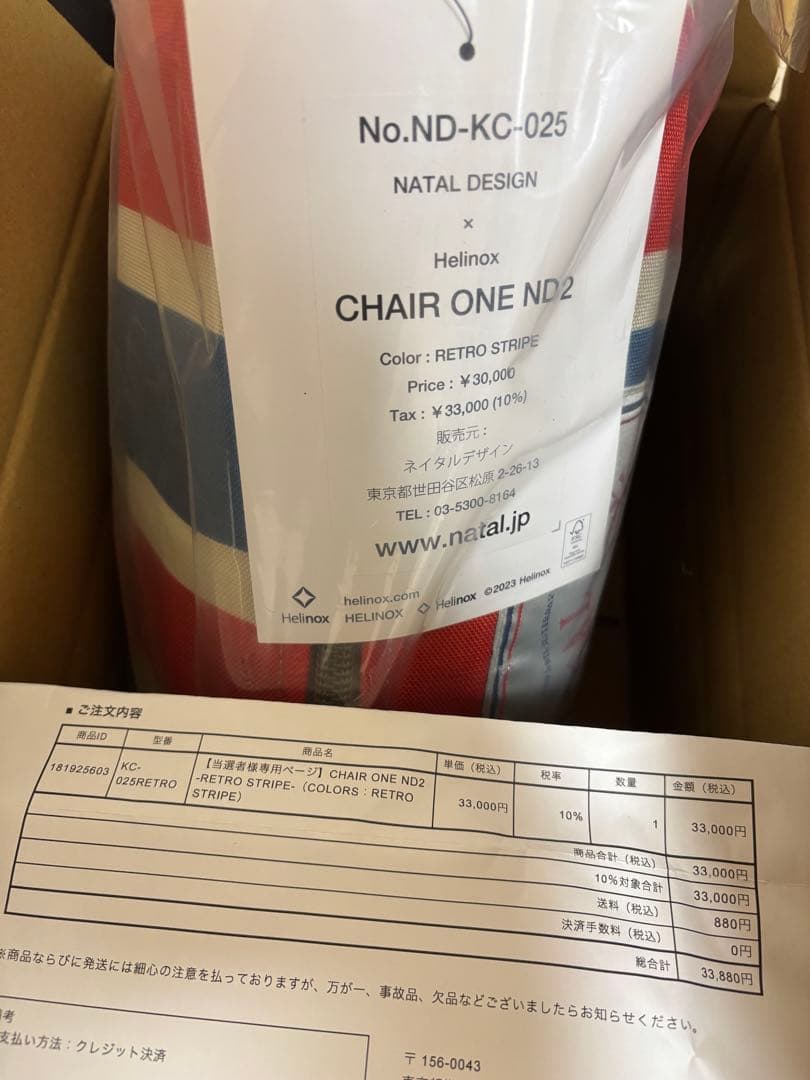 No.ND-KC-025
NATAL DESIGN
×
Helinox
CHAIR ONE ND2
Color : RETRO STRIPE
Price : ¥30,000
Tax : ¥33,000 (10%)
販売元 :
ネイタルデザイン
東京都世田谷区松原 2-26-13
TEL : 03-5300-8164
www.natal.jp
Helinox
helinox.com
HELINOX
Helinox ©2023 Helinox
■ ご注文内容
商品ID 型番 商品名 単価（税込） 税率 数量 金額（税込）
181925603 KC-025RETRO 【当選者様専用ページ】CHAIR ONE ND2
-RETRO STRIPE-（COLORS：RETRO
STRIPE） 33,000円 10% 1 33,000円
商品合計（税込） 33,000円
10%対象合計 33,000円
送料（税込） 880円
決済手数料（税込） 0円
総合計 33,880円
※商品ならびに発送には細心の注意を払っておりますが、万が一、事故品、欠品などございましたらお知らせください。
考
支払い方法：クレジット決済
〒 156-0043